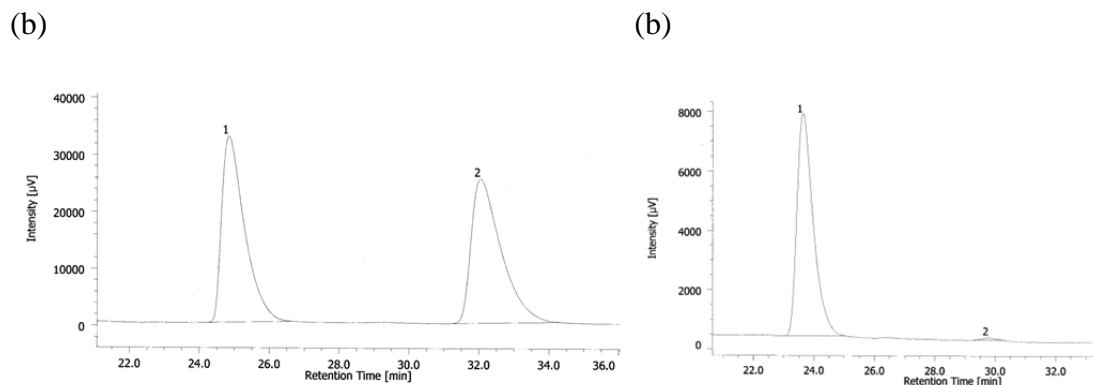 (b)
40000
30000
20000
10000
0
Intensity [µV]
1
2
22.0 24.0 26.0 28.0 30.0 32.0 34.0 36.0
Retention Time [min]
(b)
8000
6000
4000
2000
0
Intensity [µV]
1
2
22.0 24.0 26.0 28.0 30.0 32.0
Retention Time [min]